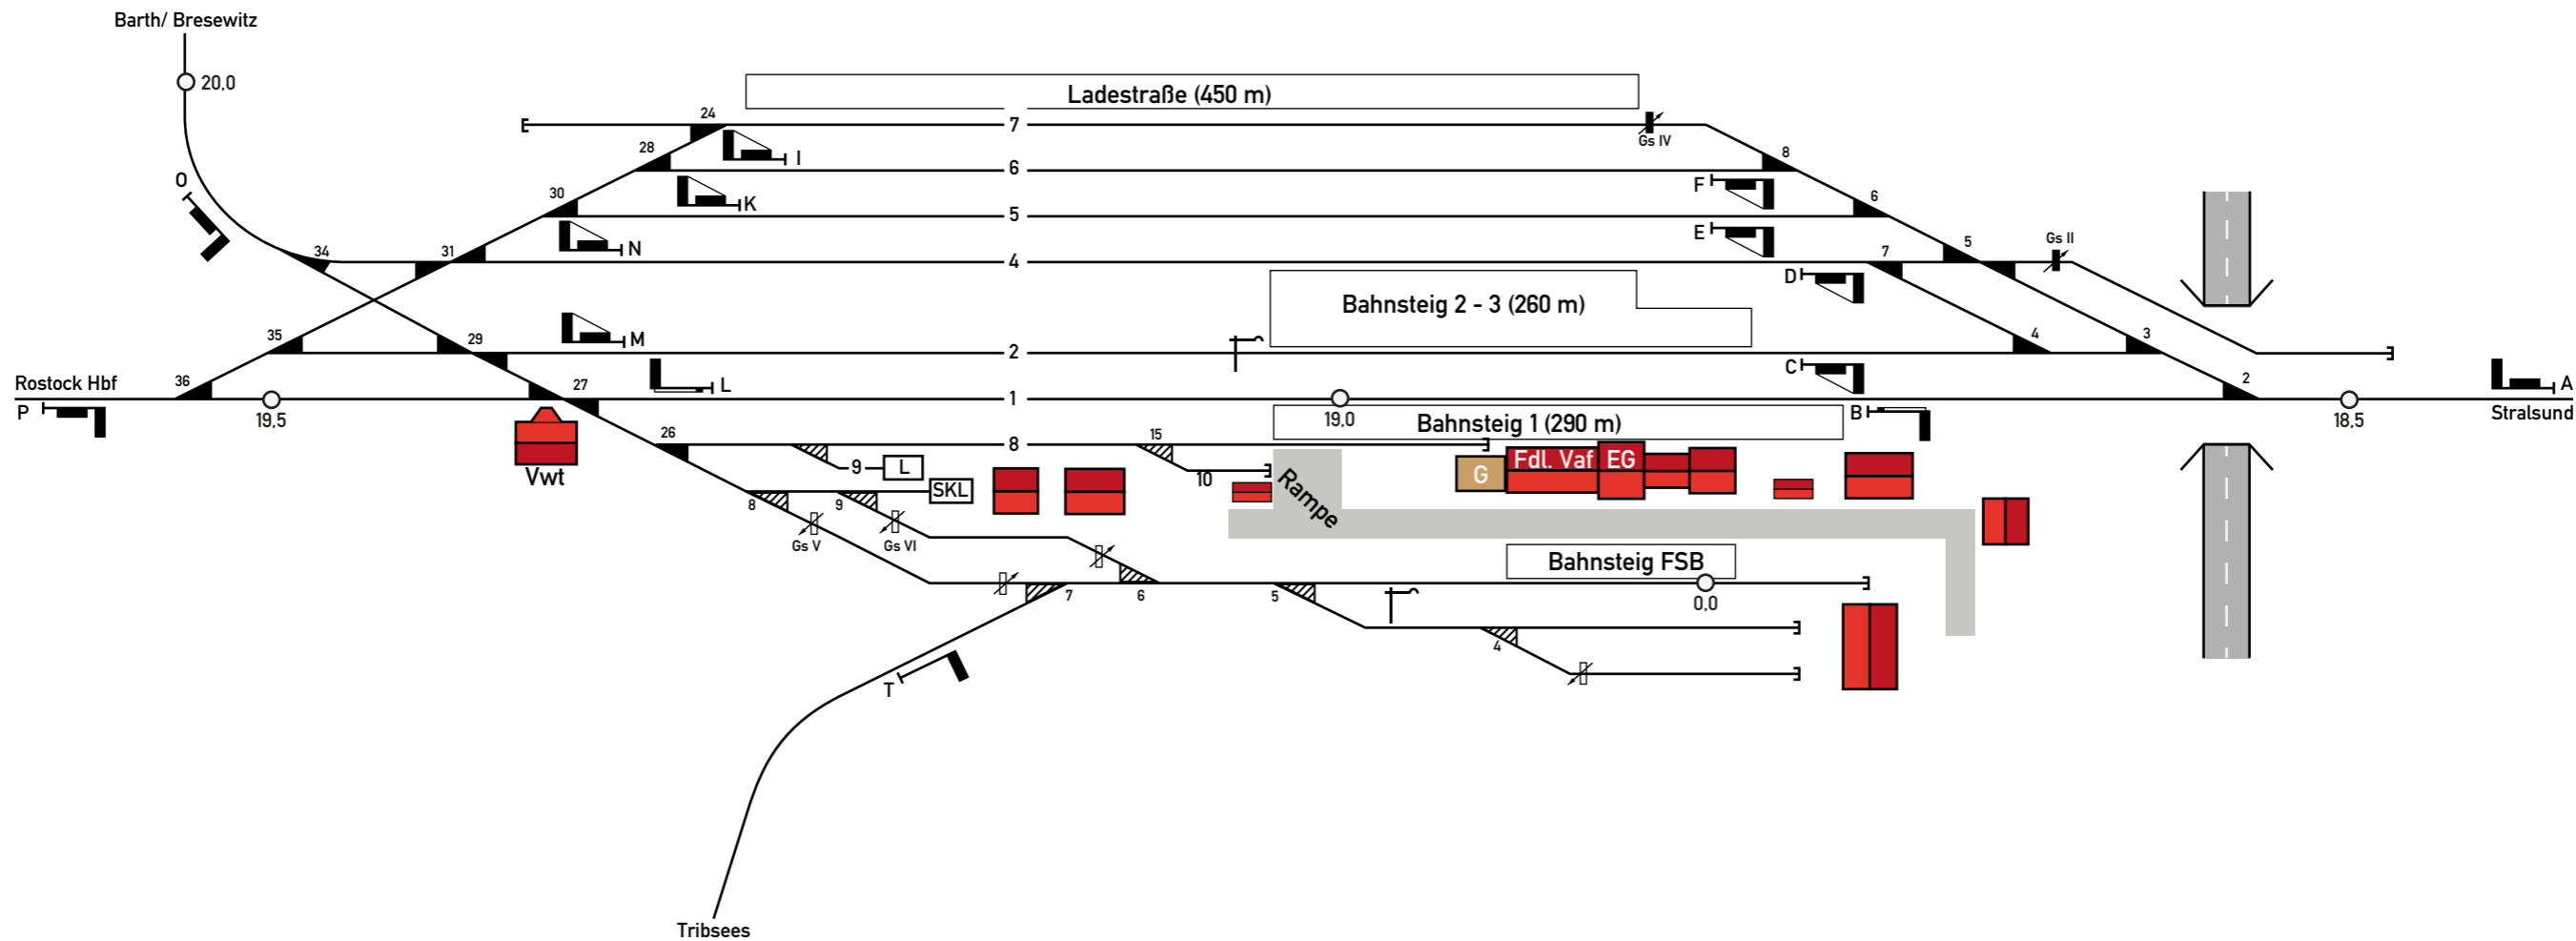 Barth/ Bresewitz
20,0
Ladestraße (450 m)
24
7
Gs IV
28
I
6
8
O
30
K
5
F
6
34
31
N
4
E
7
5
Gs II
Bahnsteig 2 - 3 (260 m)
D
35
29
M
2
4
3
Rostock Hbf
36
27
L
1
C
2
A
P
19,5
19,0
B
18,5
Stralsund
Bahnsteig 1 (290 m)
Vwt
26
8
15
9
L
10
Rampe
G
Fdl. Vaf
EG
SKL
8
9
Gs V
Gs VI
Bahnsteig FSB
7
6
5
0,0
4
T
Tribsees